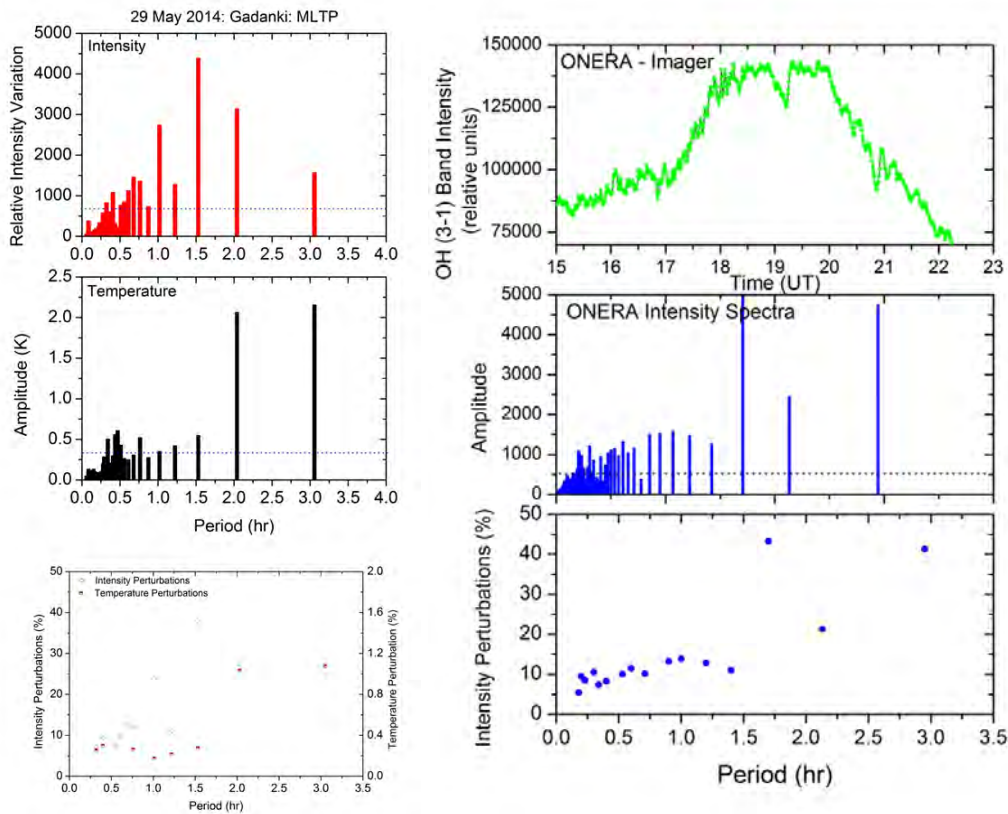 29 May 2014: Gadanki: MLTP
Intensity
Relative Intensity Variation
5000
4000
3000
2000
1000
0
0.0 0.5 1.0 1.5 2.0 2.5 3.0 3.5 4.0
Temperature
Amplitude (K)
2.5
2.0
1.5
1.0
0.5
0.0
0.0 0.5 1.0 1.5 2.0 2.5 3.0 3.5 4.0
Period (hr)
Intensity Perturbations
Temperature Perturbations
Intensity Perturbations (%)
50
40
30
20
10
0
2.0
1.6
1.2
0.8
0.4
0.0
Temperature Perturbation (%)
0.0 0.5 1.0 1.5 2.0 2.5 3.0 3.5
Period (hr)
ONERA - Imager
OH (3-1) Band Intensity
(relative units)
150000
125000
100000
75000
15 16 17 18 19 20 21 22 23
Time (UT)
ONERA Intensity Spectra
Amplitude
5000
4000
3000
2000
1000
0
Intensity Perturbations (%)
50
40
30
20
10
0
0.0 0.5 1.0 1.5 2.0 2.5 3.0 3.5
Period (hr)